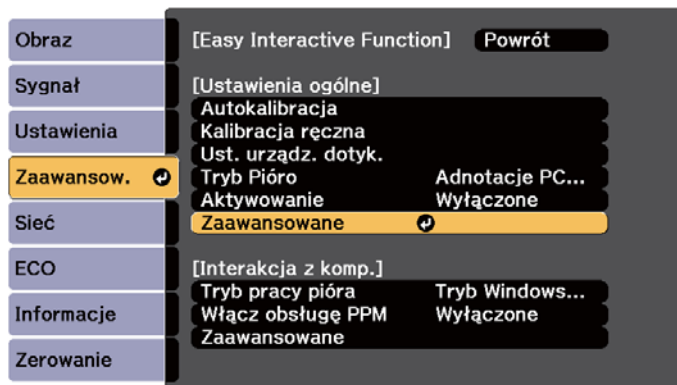 Obraz
Sygnał
Ustawienia
Zaawansow.
Sieć
ECO
Informacje
Zerowanie
[Easy Interactive Function] Powrót
[Ustawienia ogólne]
Autokalibracja
Kalibracja ręczna
Ust. urządz. dotyk.
Tryb Pióro Adnotacje PC...
Aktywowanie Wyłączone
Zaawansowane
[Interakcja z komp.]
Tryb pracy pióra Tryb Windows...
Włącz obsługę PPM Wyłączone
Zaawansowane